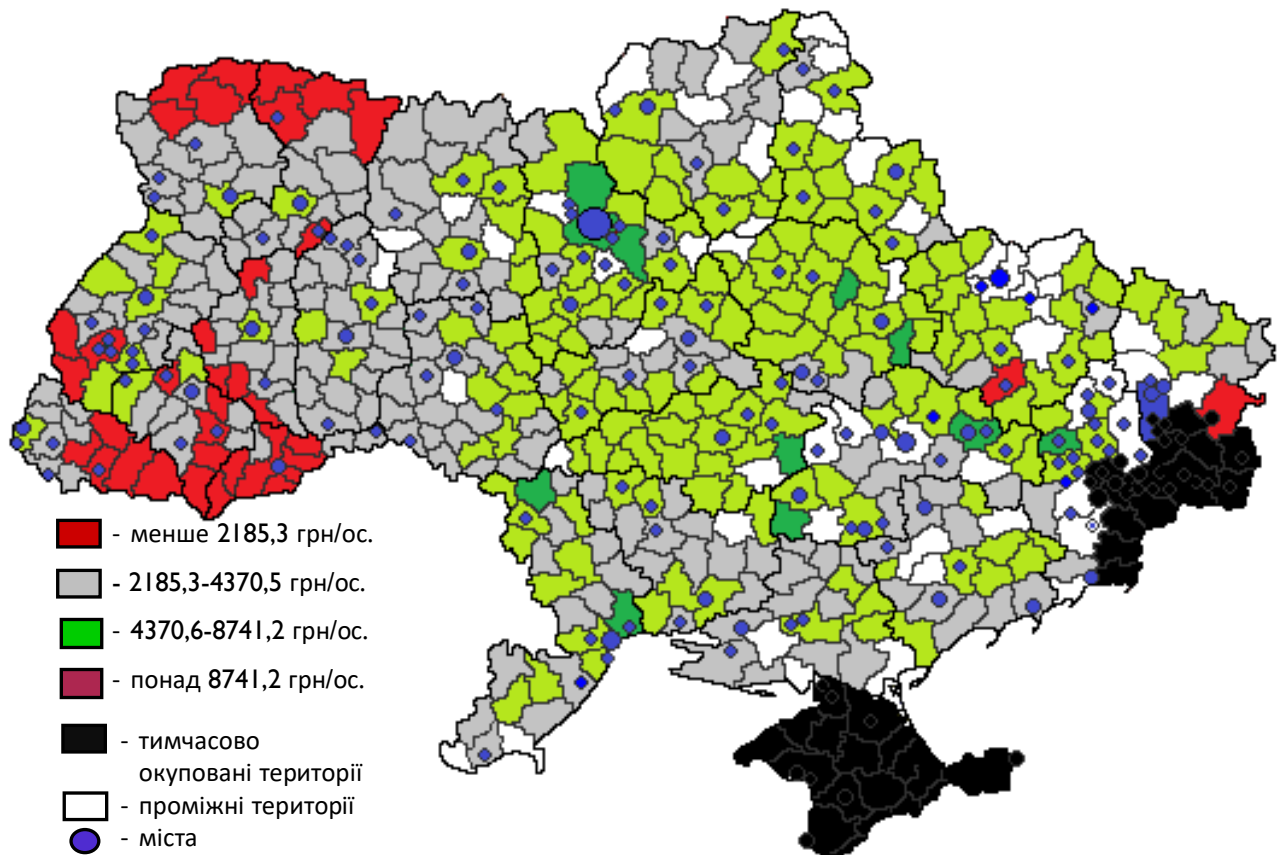 - менше 2185,3 грн/ос.
- 2185,3-4370,5 грн/ос.
- 4370,6-8741,2 грн/ос.
- понад 8741,2 грн/ос.
- тимчасово
окуповані території
- проміжні території
- міста